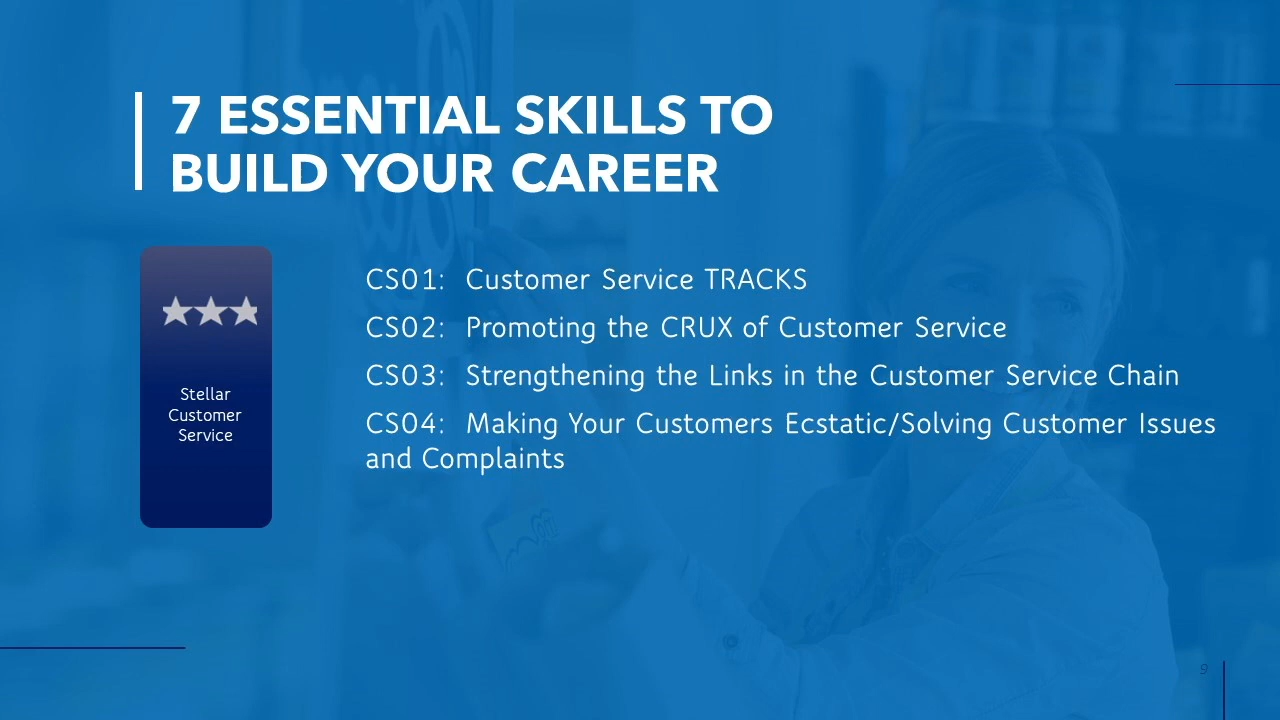 7 ESSENTIAL SKILLS TO
BUILD YOUR CAREER
Stellar
Customer
Service
CS01: Customer Service TRACKS
CS02: Promoting the CRUX of Customer Service
CS03: Strengthening the Links in the Customer Service Chain
CS04: Making Your Customers Ecstatic/Solving Customer Issues
and Complaints
9